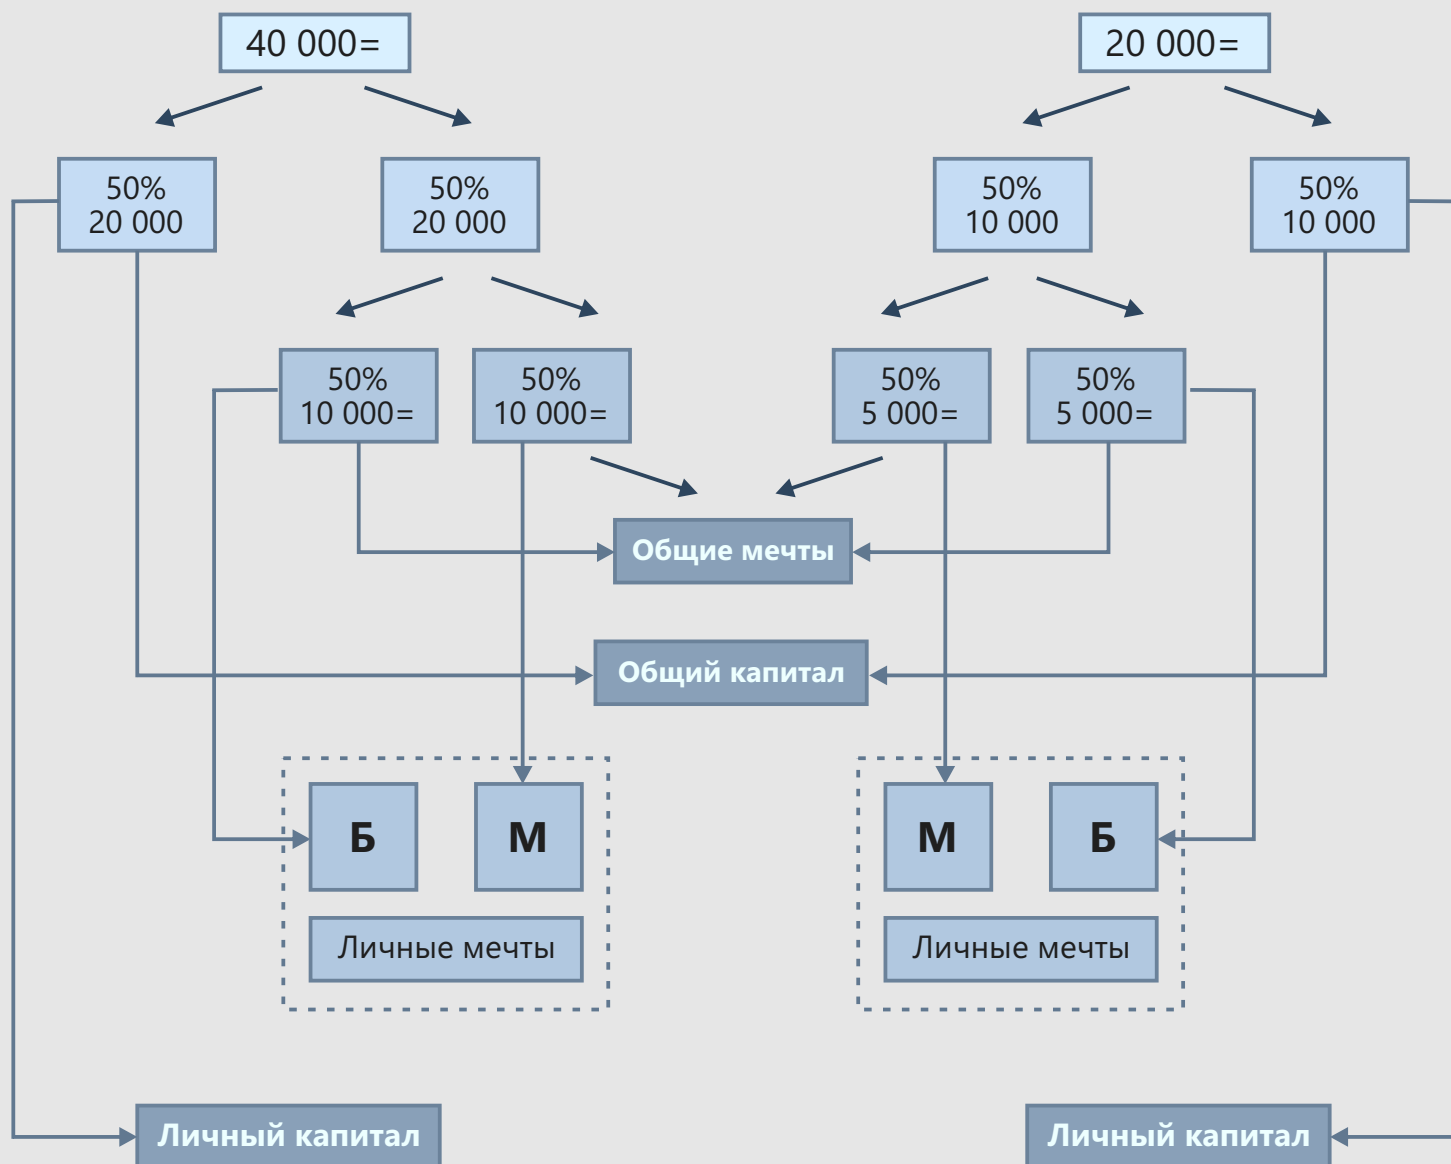 40 000=
20 000=
50%
20 000
50%
20 000
50%
10 000
50%
10 000
50%
10 000=
50%
10 000=
50%
5 000=
50%
5 000=
Общие мечты
Общий капитал
Б
М
М
Б
Личные мечты
Личные мечты
Личный капитал
Личный капитал